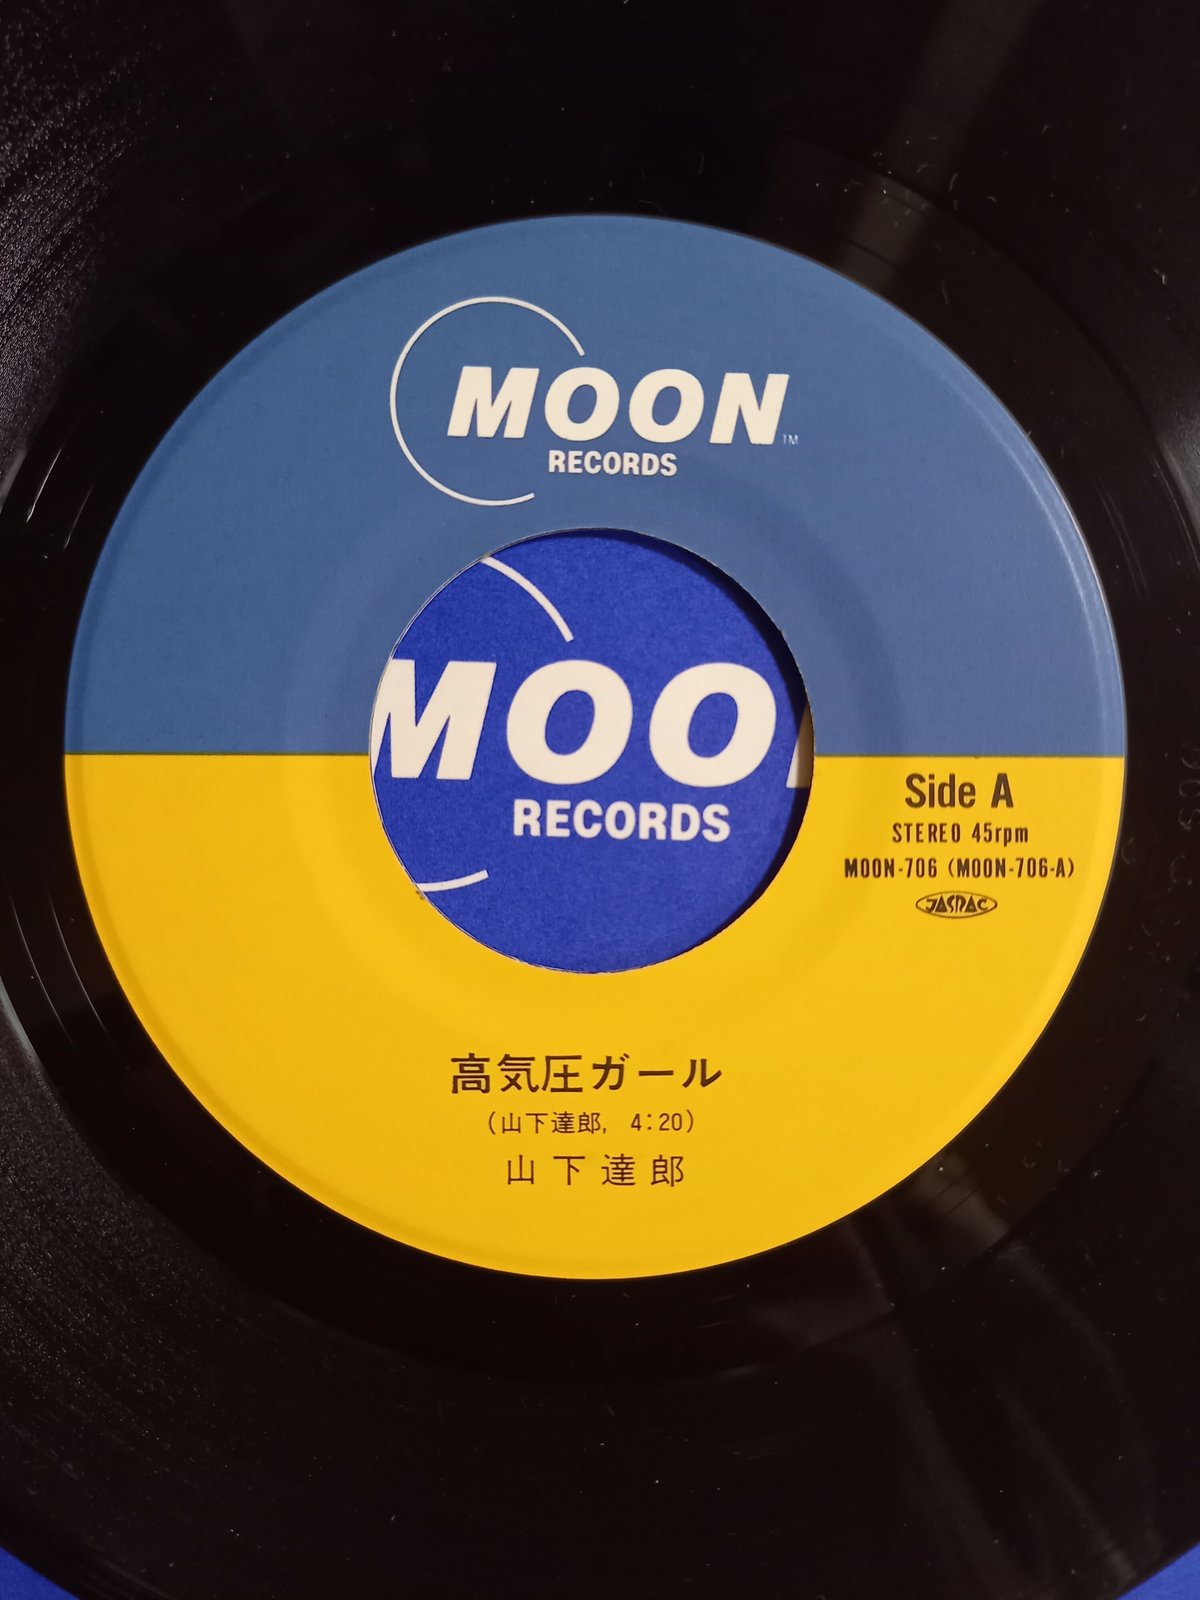 MOON TM
RECORDS
MOO
RECORDS
Side A
STEREO 45rpm
MOON-706 (MOON-706-A)
JASRAC
高気圧ガール
(山下達郎, 4:20)
山下達郎